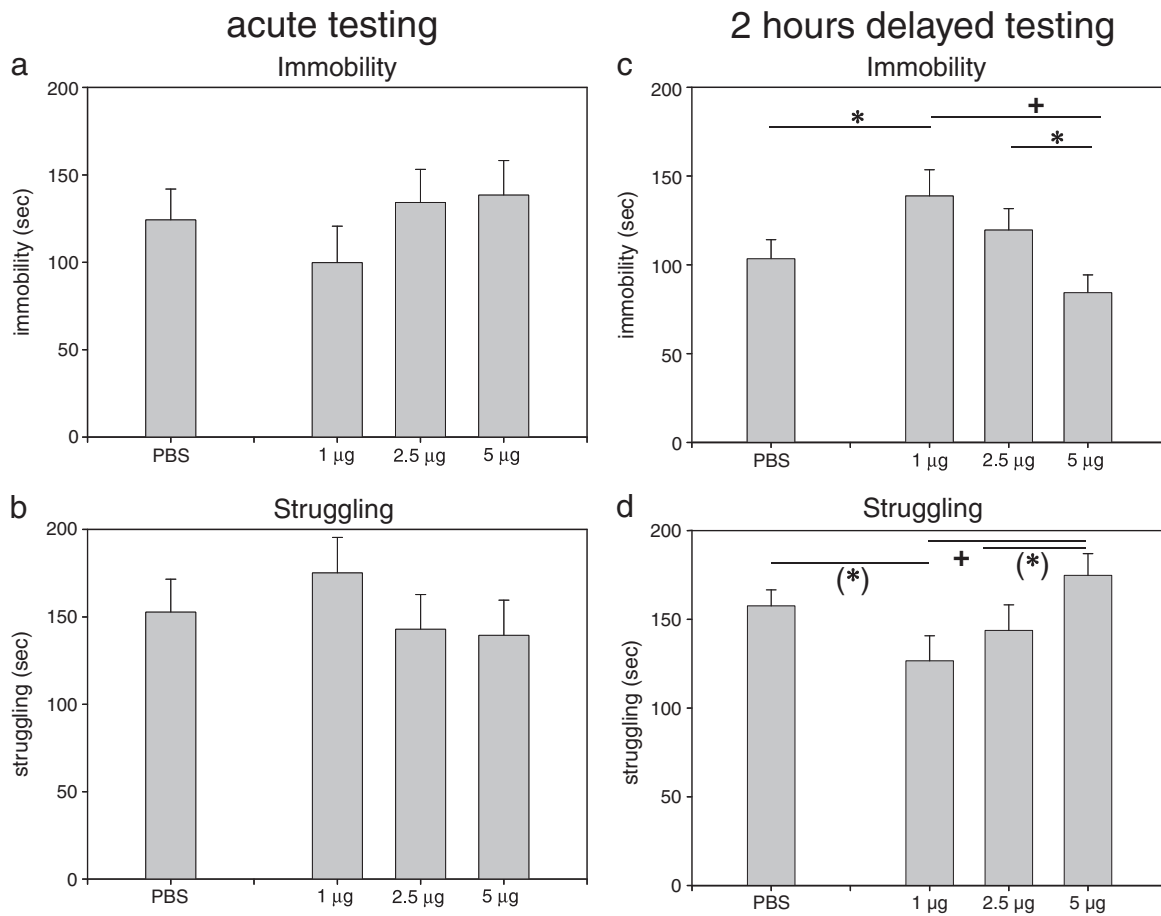 acute testing
2 hours delayed testing
a
Immobility
200
150
100
50
0
immobility (sec)
PBS
1 µg
2.5 µg
5 µg
c
Immobility
200
150
100
50
0
immobility (sec)
*
+
*
PBS
1 µg
2.5 µg
5 µg
b
Struggling
200
150
100
50
0
struggling (sec)
PBS
1 µg
2.5 µg
5 µg
d
Struggling
200
150
100
50
0
struggling (sec)
(*)
+
(*)
PBS
1 µg
2.5 µg
5 µg